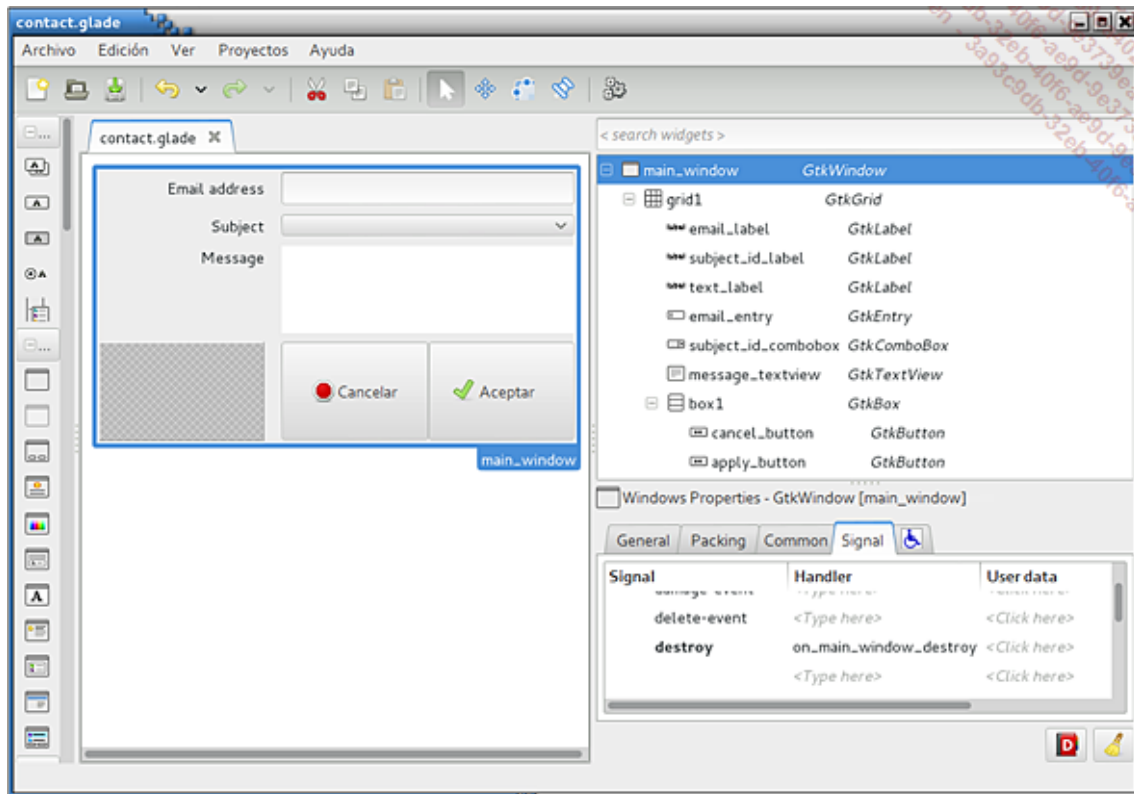 contact.glade
Archivo Edición Ver Proyectos Ayuda
contact.glade
Email address
Subject
Message
Cancelar
Aceptar
main_window
< search widgets >
main_window GtkWindow
grid1 GtkGrid
email_label GtkLabel
subject_id_label GtkLabel
text_label GtkLabel
email_entry GtkEntry
subject_id_combobox GtkComboBox
message_textview GtkTextView
box1 GtkBox
cancel_button GtkButton
apply_button GtkButton
Windows Properties - GtkWindow [main_window]
General Packing Common Signal
Signal Handler User data
delete-event <Type here> <Click here>
destroy on_main_window_destroy <Click here>
<Type here> <Click here>